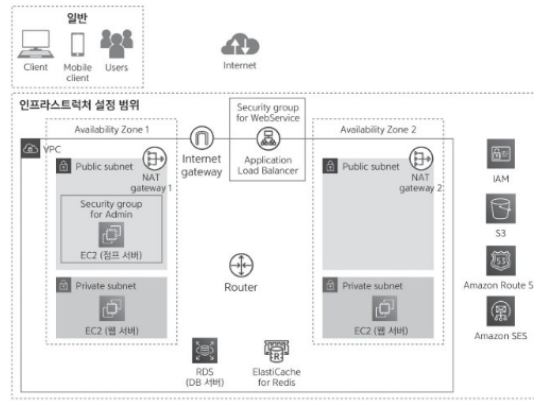 일반
Client
Mobile
client
Users
Internet
인프라스트럭처 설정 범위
Security group
for WebService
Application
Load Balancer
Availability Zone 1
Availability Zone 2
VPC
Internet
gateway
Public subnet
NAT
gateway 1
Public subnet
NAT
gateway 2
Security group
for Admin
EC2 (점프 서버)
Private subnet
EC2 (웹 서버)
Router
Private subnet
EC2 (웹 서버)
RDS
(DB 서버)
R
ElastiCache
for Redis
IAM
S3
S3
Amazon Route S
Amazon SES